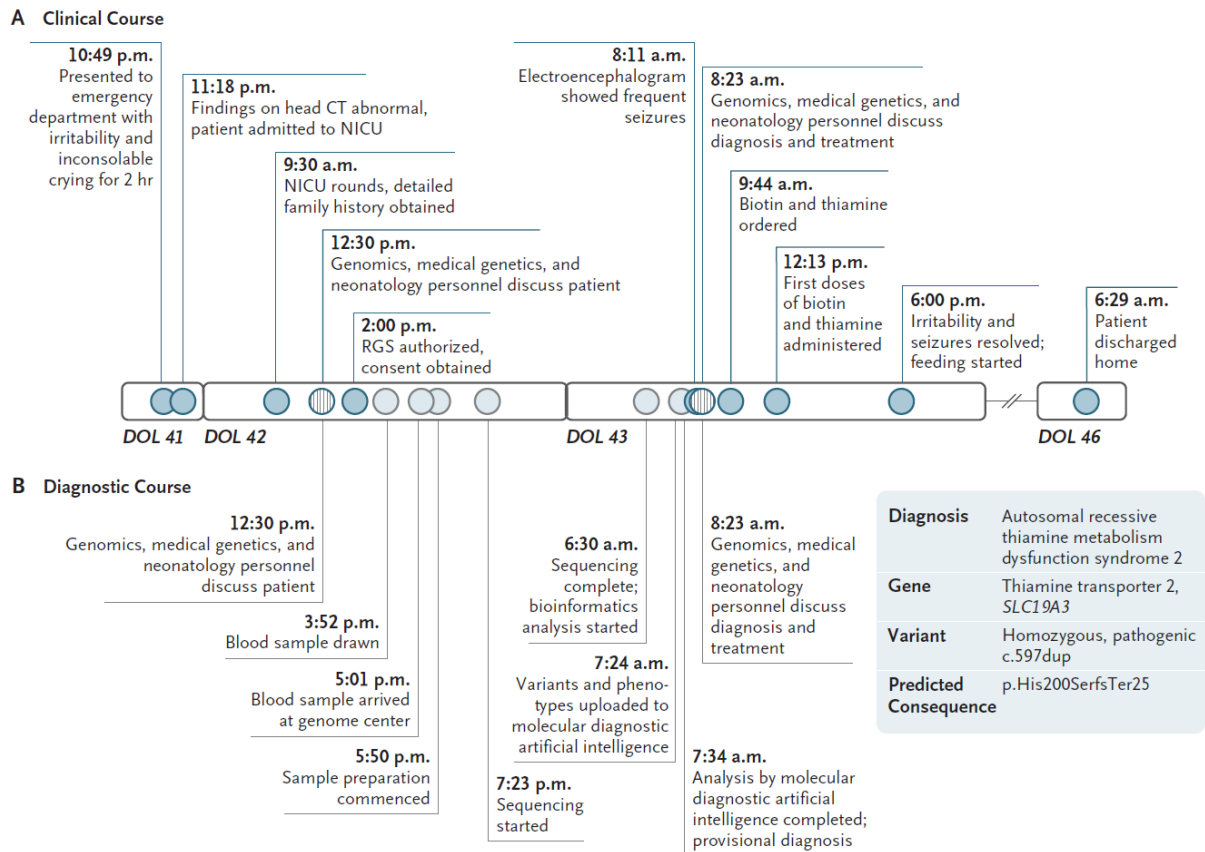 A Clinical Course
10:49 p.m.
Presented to
emergency
department with
irritability and
inconsolable
crying for 2 hr
11:18 p.m.
Findings on head CT abnormal,
patient admitted to NICU
9:30 a.m.
NICU rounds, detailed
family history obtained
12:30 p.m.
Genomics, medical genetics, and
neonatology personnel discuss patient
2:00 p.m.
RGS authorized,
consent obtained
8:11 a.m.
Electroencephalogram
showed frequent
seizures
8:23 a.m.
Genomics, medical genetics, and
neonatology personnel discuss
diagnosis and treatment
9:44 a.m.
Biotin and thiamine
ordered
12:13 p.m.
First doses
of biotin
and thiamine
administered
6:00 p.m.
Irritability and
seizures resolved;
feeding started
6:29 a.m.
Patient
discharged
home
DOL 41
DOL 42
DOL 43
DOL 46
B Diagnostic Course
12:30 p.m.
Genomics, medical genetics, and
neonatology personnel
discuss patient
3:52 p.m.
Blood sample drawn
5:01 p.m.
Blood sample arrived
at genome center
5:50 p.m.
Sample preparation
commenced
7:23 p.m.
Sequencing
started
6:30 a.m.
Sequencing
complete;
bioinformatics
analysis started
7:24 a.m.
Variants and pheno-
types uploaded to
molecular diagnostic
artificial intelligence
7:34 a.m.
Analysis by molecular
diagnostic artificial
intelligence completed;
provisional diagnosis
8:23 a.m.
Genomics, medical
genetics, and
neonatology
personnel discuss
diagnosis and
treatment
Diagnosis Autosomal recessive
thiamine metabolism
dysfunction syndrome 2
Gene Thiamine transporter 2,
SLC19A3
Variant Homozygous, pathogenic
c.597dup
Predicted p.His200SerfsTer25
Consequence